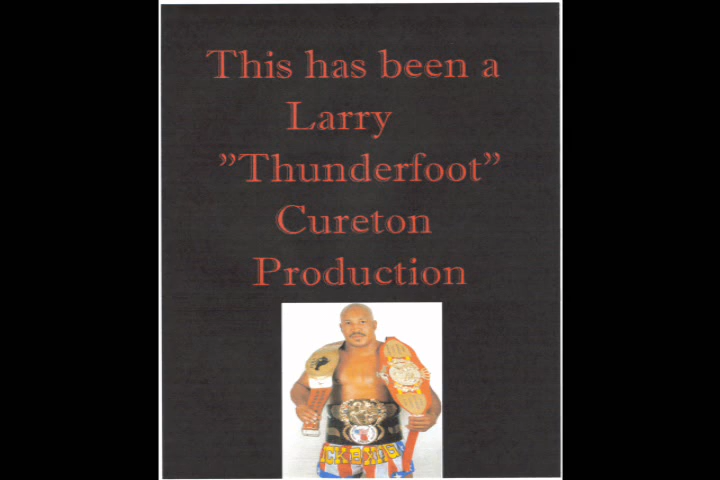 This has been a
Larry
”Thunderfoot”
Cureton
Production